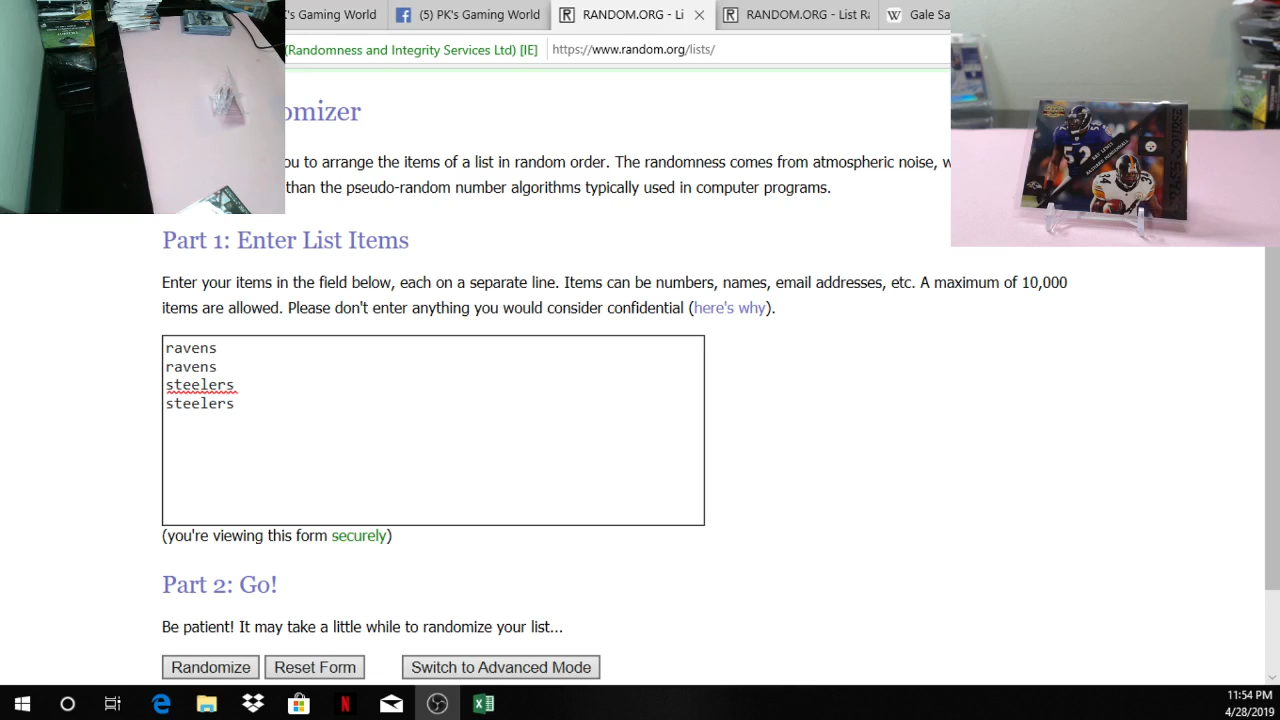 's Gaming World
(5) PK's Gaming World
RANDOM.ORG - Li
RANDOM.ORG - List Ra
Gale Sa
(Randomness and Integrity Services Ltd) [IE]
https://www.random.org/lists/
omizer
ou to arrange the items of a list in random order. The randomness comes from atmospheric noise, w
than the pseudo-random number algorithms typically used in computer programs.
RAY LEWIS
RASHARD MENDENHALL
Part 1: Enter List Items
Enter your items in the field below, each on a separate line. Items can be numbers, names, email addresses, etc. A maximum of 10,000
items are allowed. Please don't enter anything you would consider confidential (here's why).
ravens
ravens
steelers
steelers
(you're viewing this form securely)
Part 2: Go!
Be patient! It may take a little while to randomize your list...
Randomize
Reset Form
Switch to Advanced Mode
11:54 PM
4/28/2019